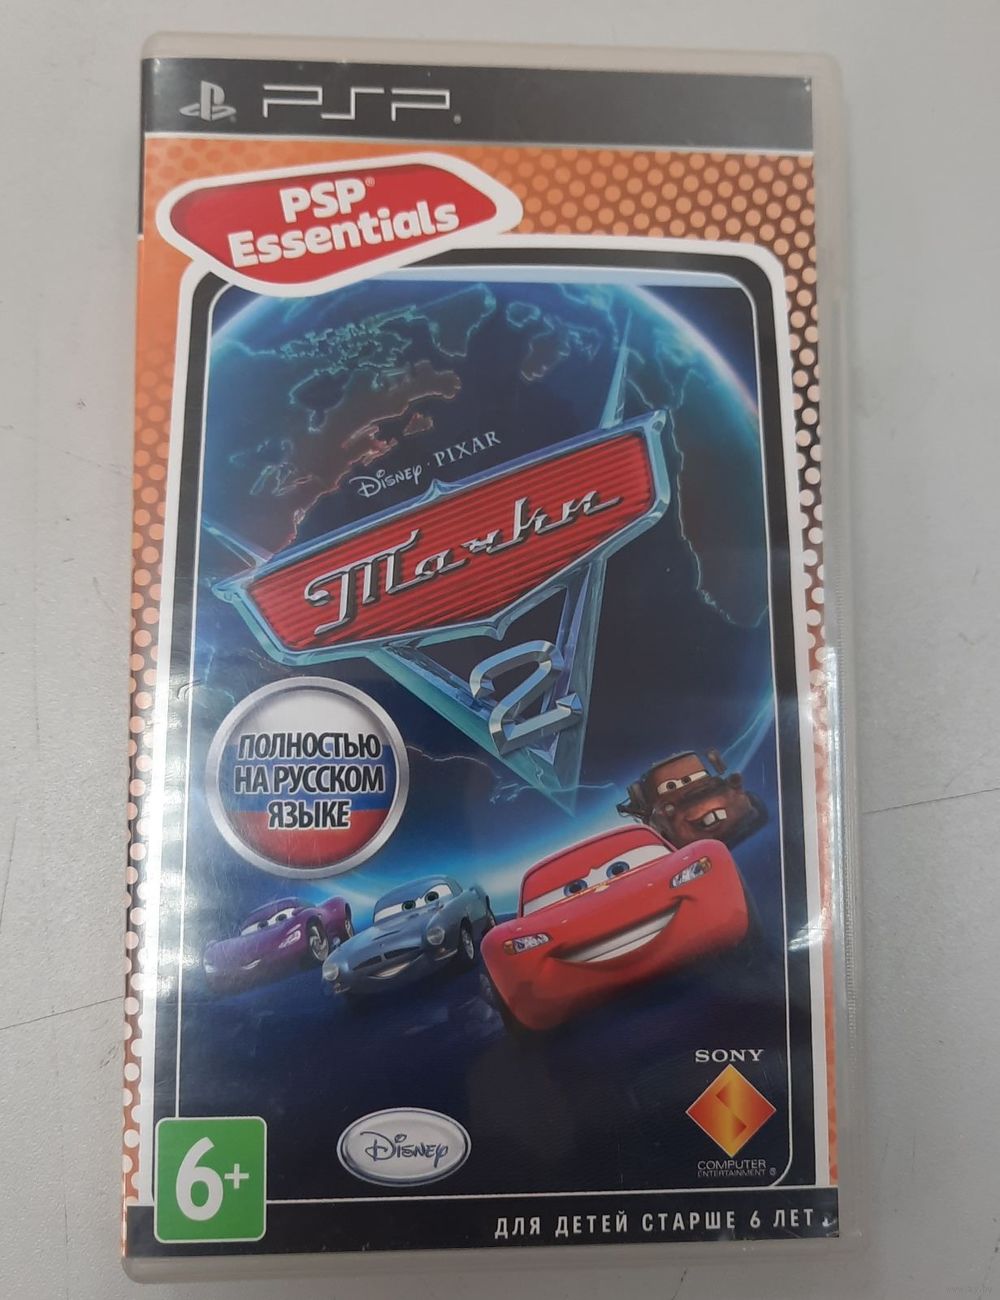 PSP
PSP®
Essentials
Disney · PIXAR
Тачки
2
ПОЛНОСТЬЮ
НА РУССКОМ
ЯЗЫКЕ
SONY
COMPUTER
ENTERTAINMENT ®
Disney
6+
ДЛЯ ДЕТЕЙ СТАРШЕ 6 ЛЕТ